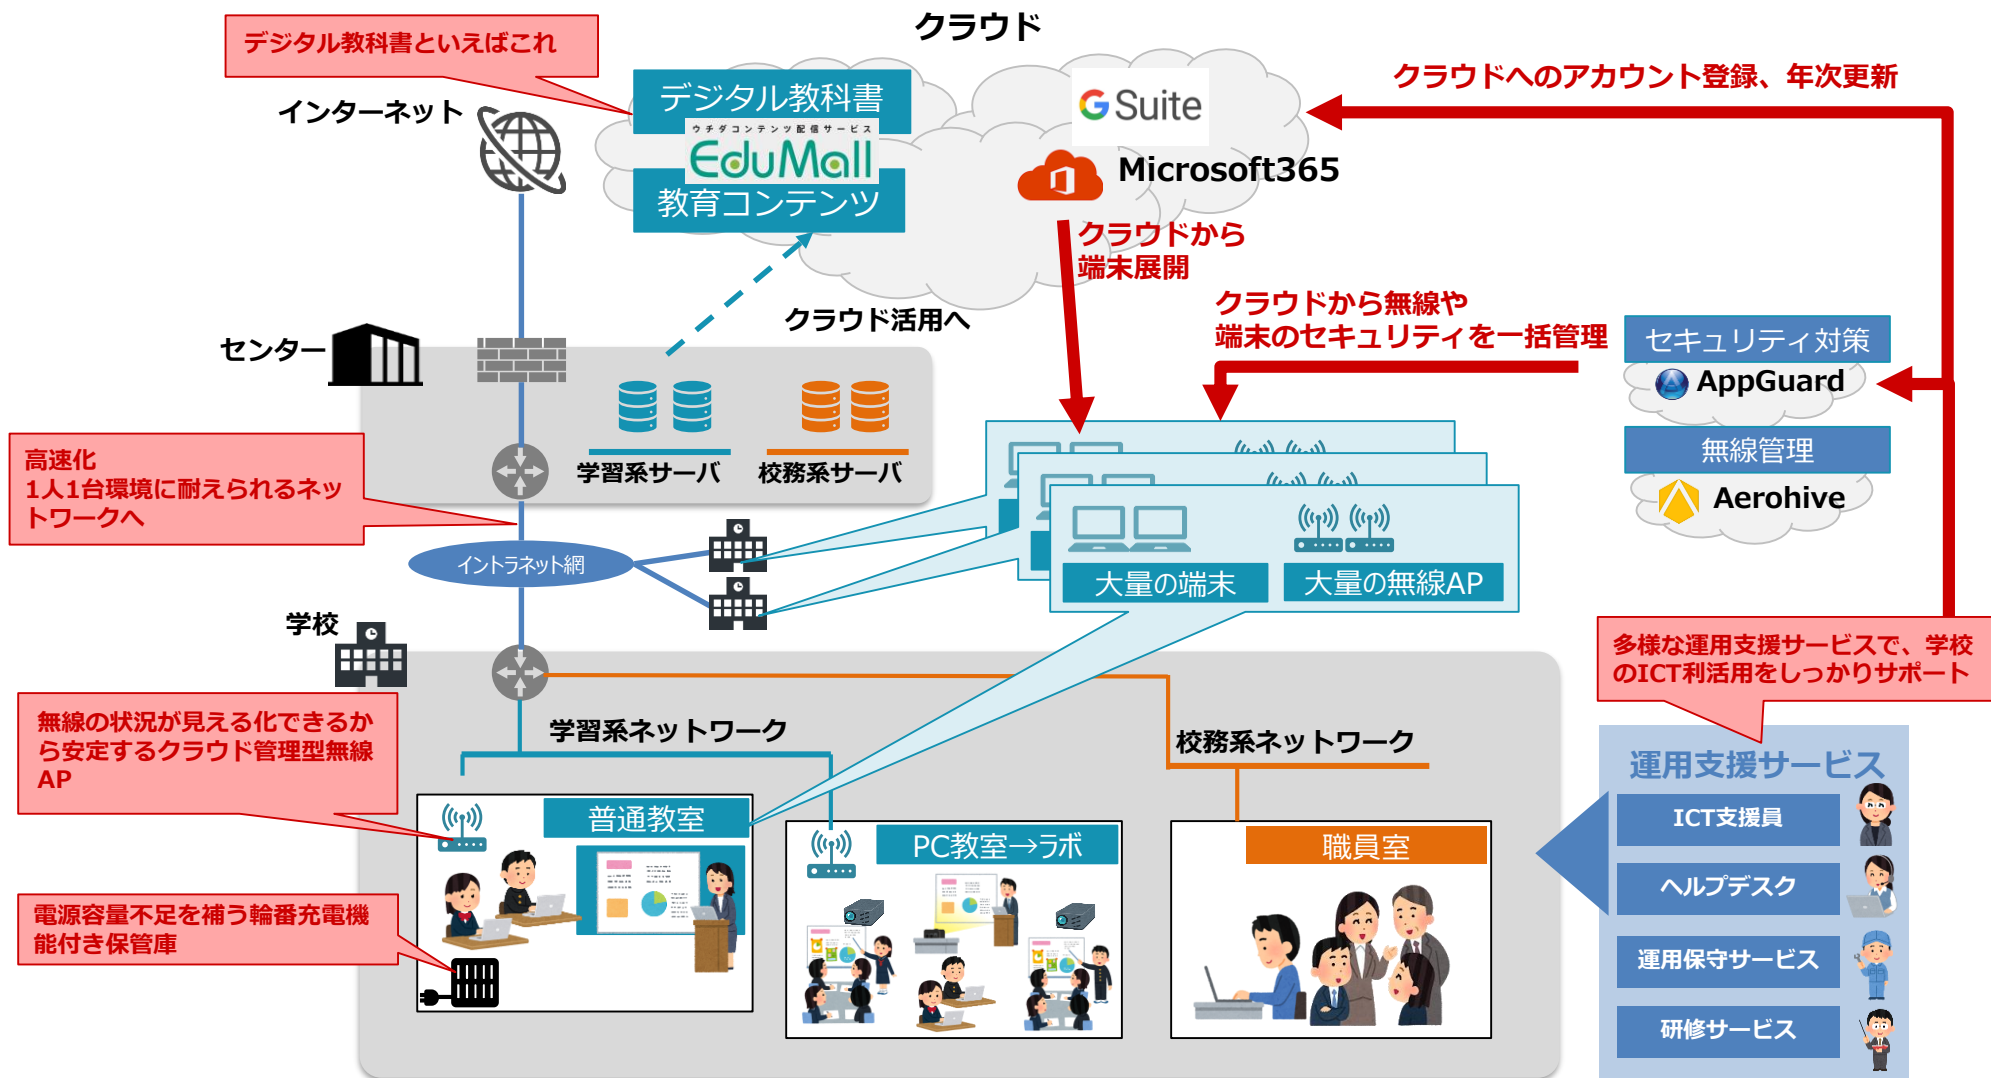 クラウド
デジタル教科書といえばこれ
インターネット
デジタル教科書
ウチダコンテンツ配信サービス
EduMall
教育コンテンツ
G Suite
Microsoft365
クラウドへのアカウント登録、年次更新
クラウドから
端末展開
クラウド活用へ
クラウドから無線や
端末のセキュリティを一括管理
セキュリティ対策
AppGuard
無線管理
Aerohive
センター
学習系サーバ
校務系サーバ
高速化
1人1台環境に耐えられるネッ
トワークへ
イントラネット網
大量の端末
大量の無線AP
学校
多様な運用支援サービスで、学校
のICT利活用をしっかりサポート
無線の状況が見える化できるか
ら安定するクラウド管理型無線
AP
学習系ネットワーク
校務系ネットワーク
普通教室
PC教室→ラボ
職員室
電源容量不足を補う輪番充電機
能付き保管庫
運用支援サービス
ICT支援員
ヘルプデスク
運用保守サービス
研修サービス